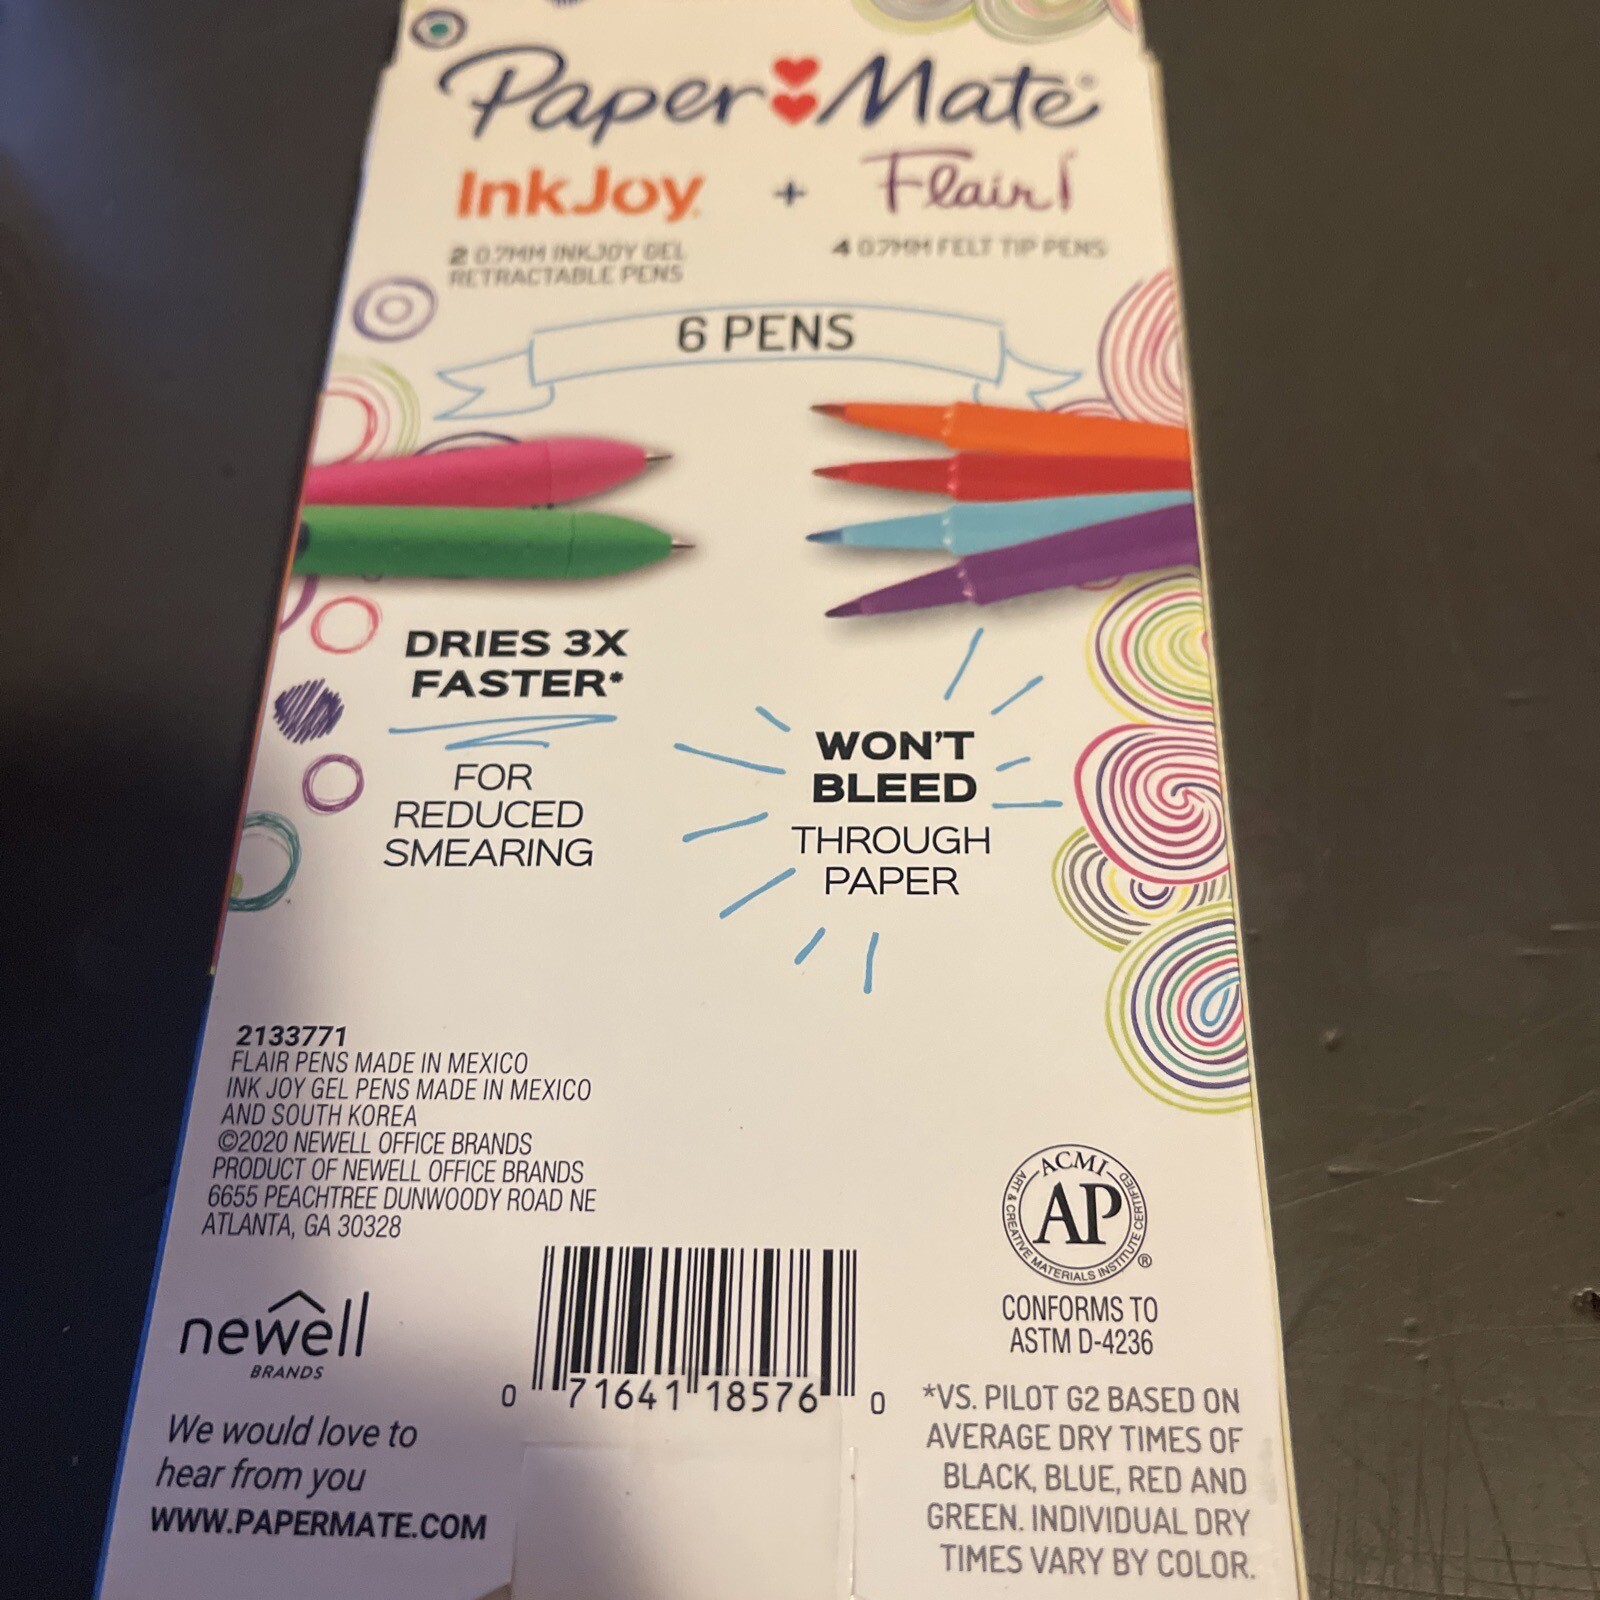 Paper Mate®
InkJoy® + Flair!
2 0.7MM INKJOY GEL
RETRACTABLE PENS
4 0.7MM FELT TIP PENS
6 PENS
DRIES 3X
FASTER*
FOR
REDUCED
SMEARING
WON'T
BLEED
THROUGH
PAPER
2133771
FLAIR PENS MADE IN MEXICO
INK JOY GEL PENS MADE IN MEXICO
AND SOUTH KOREA
©2020 NEWELL OFFICE BRANDS
PRODUCT OF NEWELL OFFICE BRANDS
6655 PEACHTREE DUNWOODY ROAD NE
ATLANTA, GA 30328
newell
BRANDS
We would love to
hear from you
WWW.PAPERMATE.COM
0 71641 18576 0
ACMI
AP
ART & CREATIVE MATERIALS INSTITUTE CERTIFIED
®
CONFORMS TO
ASTM D-4236
*VS. PILOT G2 BASED ON
AVERAGE DRY TIMES OF
BLACK, BLUE, RED AND
GREEN. INDIVIDUAL DRY
TIMES VARY BY COLOR.